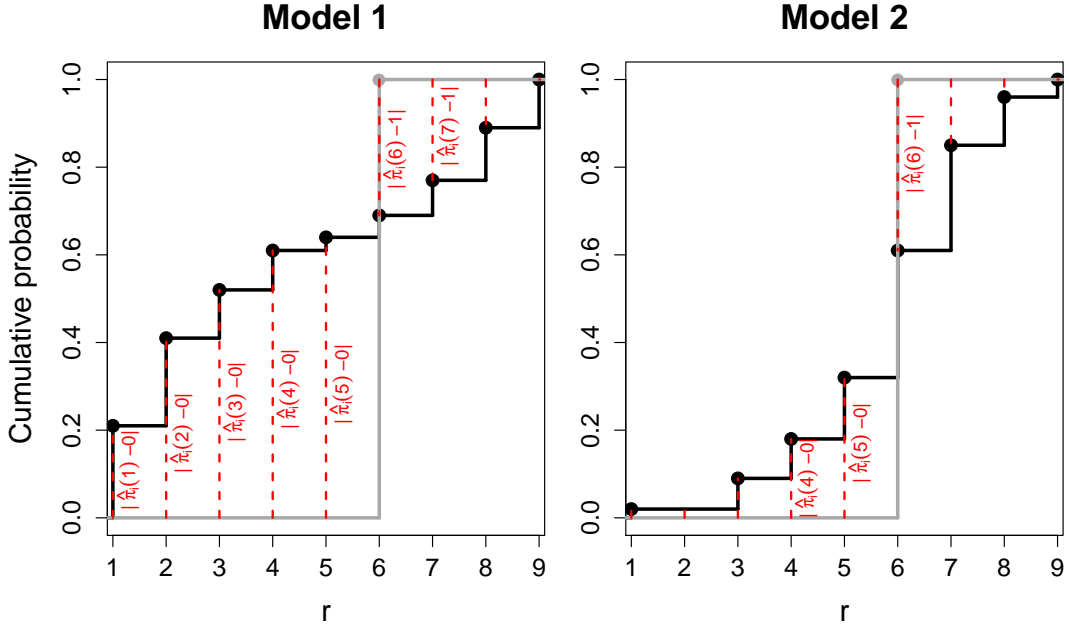 Model 1
Model 2
Cumulative probability
0.0
0.2
0.4
0.6
0.8
1.0
|π̂ᵢ(1) −0|
|π̂ᵢ(2) −0|
|π̂ᵢ(3) −0|
|π̂ᵢ(4) −0|
|π̂ᵢ(5) −0|
|π̂ᵢ(6) −1|
|π̂ᵢ(7) −1|
1 2 3 4 5 6 7 8 9
r
0.0
0.2
0.4
0.6
0.8
1.0
|π̂ᵢ(4) −0|
|π̂ᵢ(5) −0|
|π̂ᵢ(6) −1|
1 2 3 4 5 6 7 8 9
r